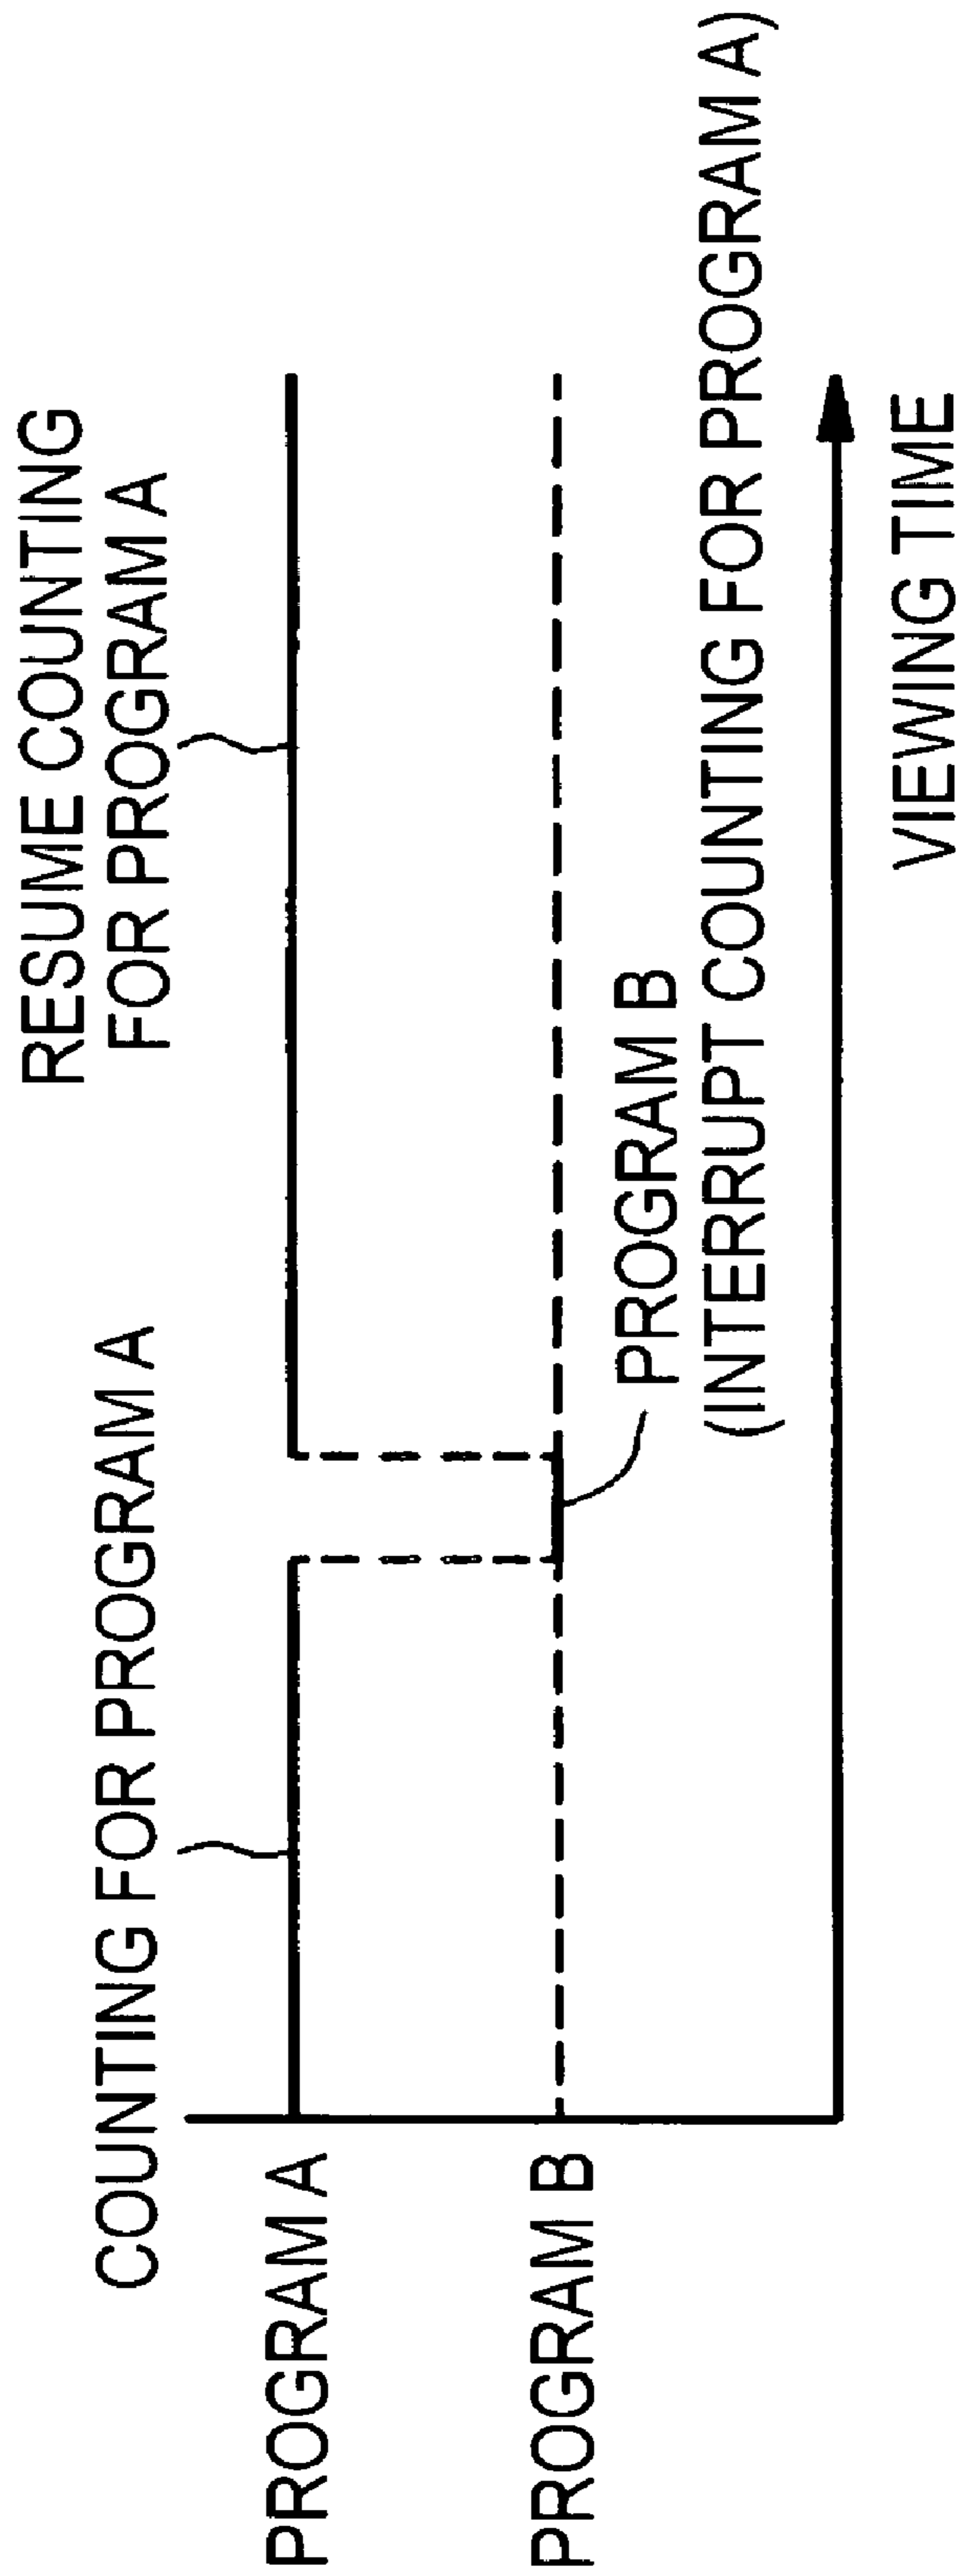 COUNTING FOR PROGRAM A
RESUME COUNTING
FOR PROGRAM A
PROGRAM A
PROGRAM B
PROGRAM B
(INTERRUPT COUNTING FOR PROGRAM A)
VIEWING TIME